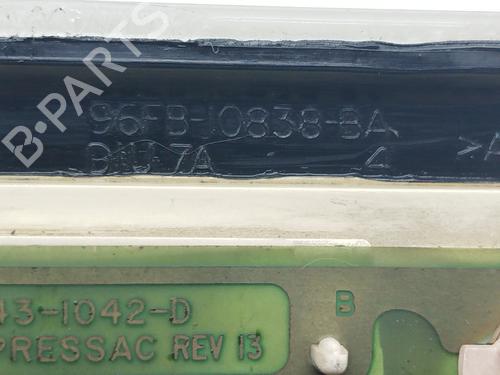 B-PARTS
96FB-10838-BA
4
>A
43-1042-D
B
PRESSAC REV 13